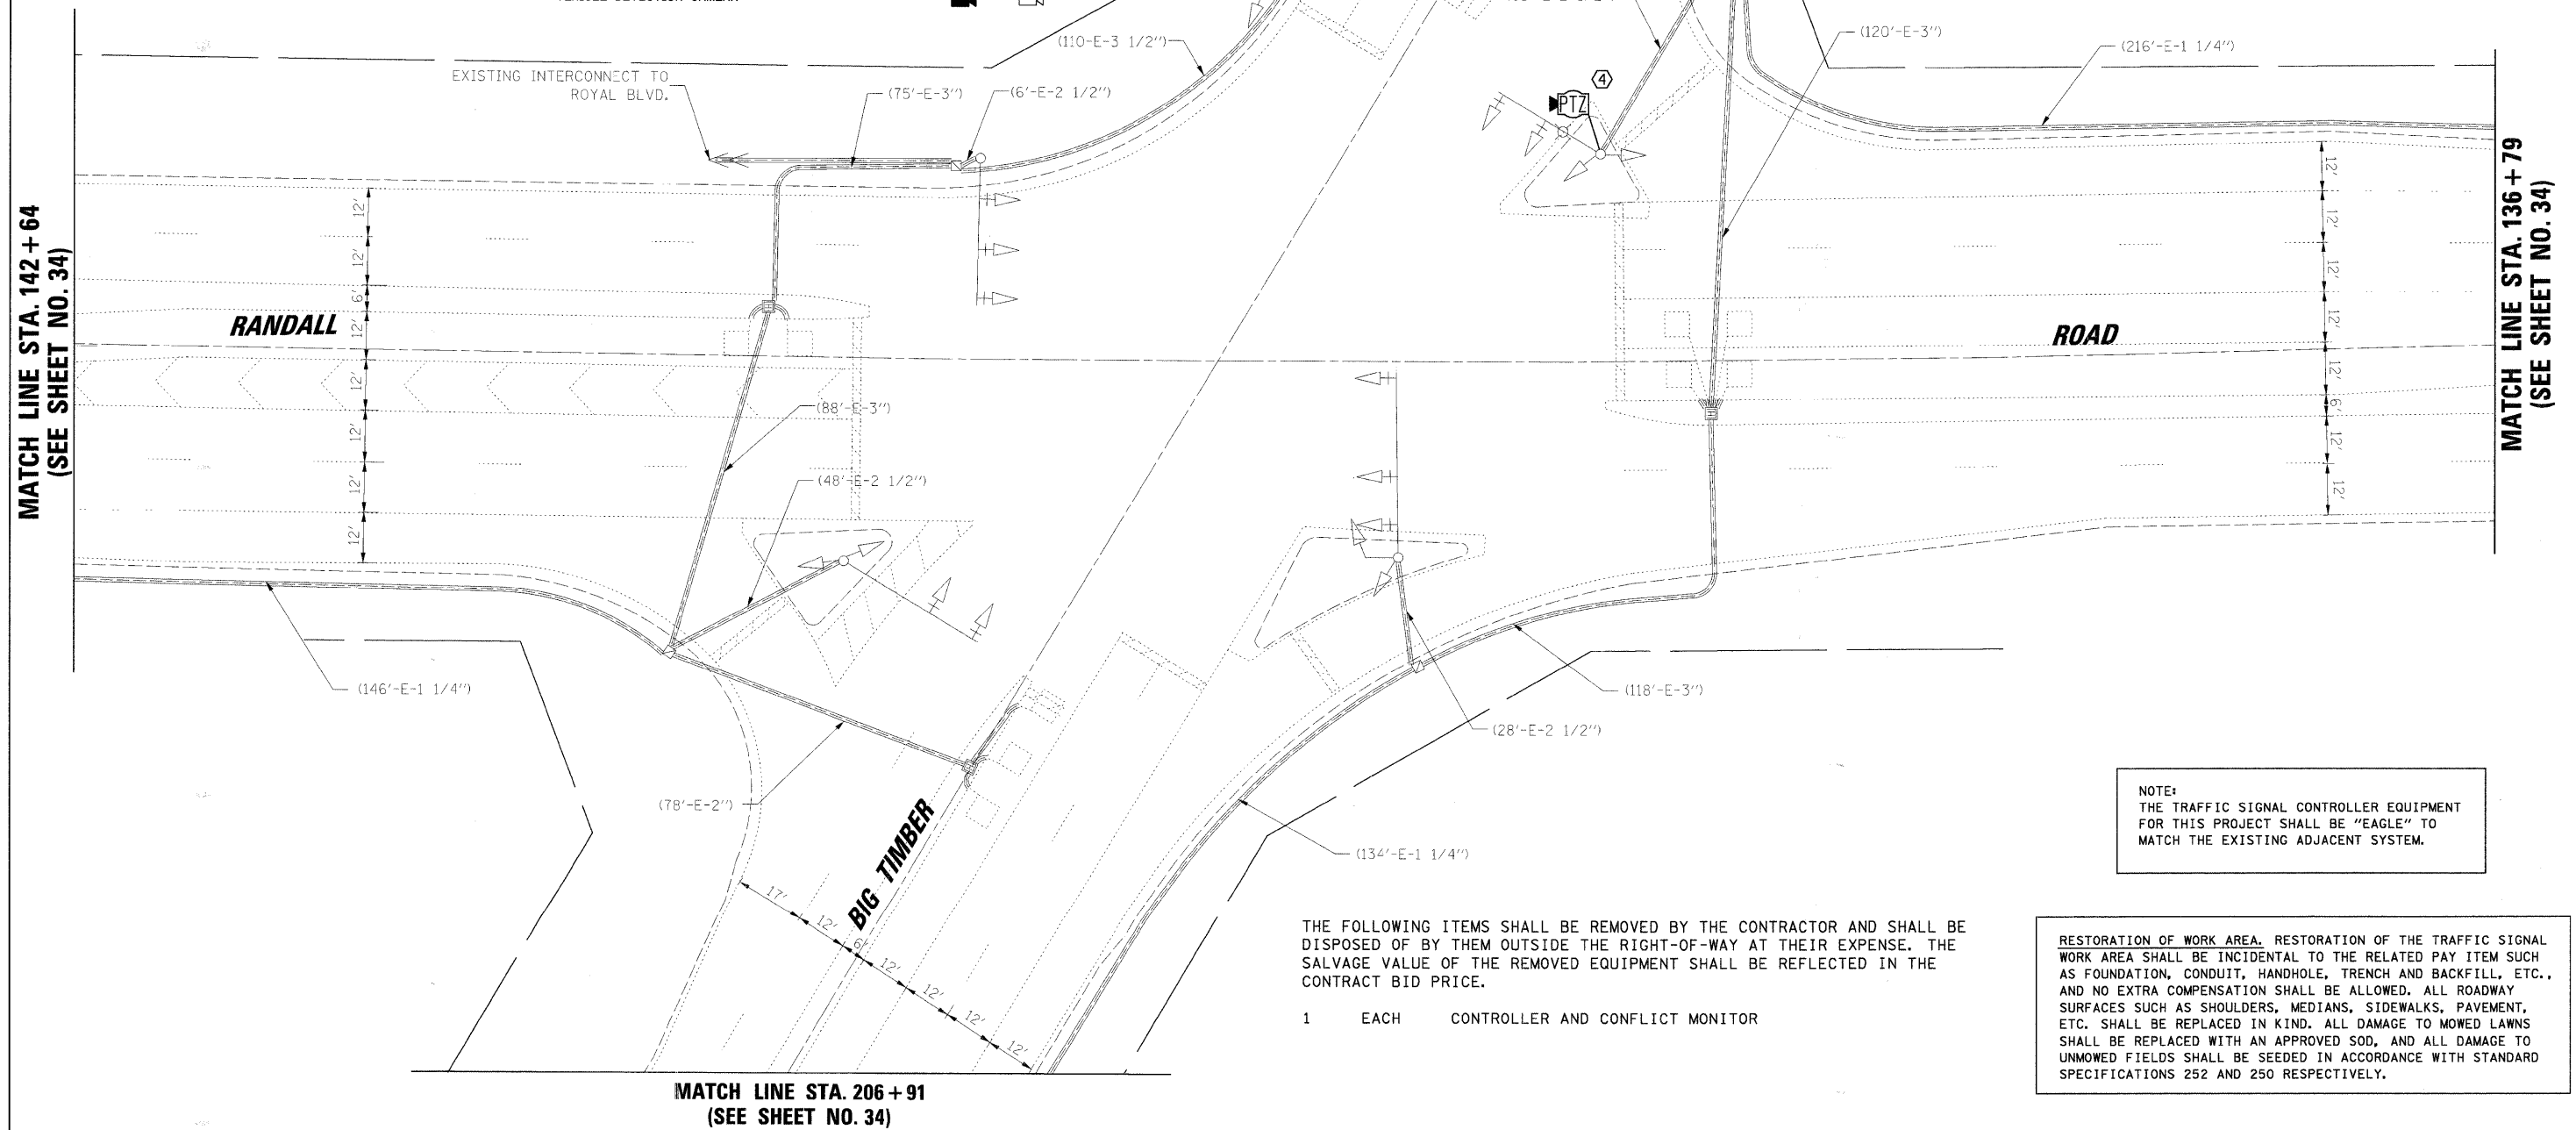 (110-E-3 1/2")
(120'-E-3")
(216'-E-1 1/4")
EXISTING INTERCONNECT TO
ROYAL BLVD.
(75'-E-3")
(6'-E-2 1/2")
4
PTZ
MATCH LINE STA. 142 + 64
(SEE SHEET NO. 34)
12'
12'
6'
12'
12'
12'
12'
12'
RANDALL
ROAD
12'
12'
12'
12'
12'
6'
12'
12'
MATCH LINE STA. 136 + 79
(SEE SHEET NO. 34)
(88'-E-3")
(48'-E-2 1/2")
(146'-E-1 1/4")
(118'-E-3")
(28'-E-2 1/2")
(78'-E-2")
(134'-E-1 1/4")
BIG TIMBER
17'
12'
6'
12'
12'
12'
12'
MATCH LINE STA. 206 + 91
(SEE SHEET NO. 34)
NOTE:
THE TRAFFIC SIGNAL CONTROLLER EQUIPMENT
FOR THIS PROJECT SHALL BE "EAGLE" TO
MATCH THE EXISTING ADJACENT SYSTEM.
THE FOLLOWING ITEMS SHALL BE REMOVED BY THE CONTRACTOR AND SHALL BE
DISPOSED OF BY THEM OUTSIDE THE RIGHT-OF-WAY AT THEIR EXPENSE. THE
SALVAGE VALUE OF THE REMOVED EQUIPMENT SHALL BE REFLECTED IN THE
CONTRACT BID PRICE.
1 EACH CONTROLLER AND CONFLICT MONITOR
RESTORATION OF WORK AREA. RESTORATION OF THE TRAFFIC SIGNAL
WORK AREA SHALL BE INCIDENTAL TO THE RELATED PAY ITEM SUCH
AS FOUNDATION, CONDUIT, HANDHOLE, TRENCH AND BACKFILL, ETC.,
AND NO EXTRA COMPENSATION SHALL BE ALLOWED. ALL ROADWAY
SURFACES SUCH AS SHOULDERS, MEDIANS, SIDEWALKS, PAVEMENT,
ETC. SHALL BE REPLACED IN KIND. ALL DAMAGE TO MOWED LAWNS
SHALL BE REPLACED WITH AN APPROVED SOD, AND ALL DAMAGE TO
UNMOWED FIELDS SHALL BE SEEDED IN ACCORDANCE WITH STANDARD
SPECIFICATIONS 252 AND 250 RESPECTIVELY.